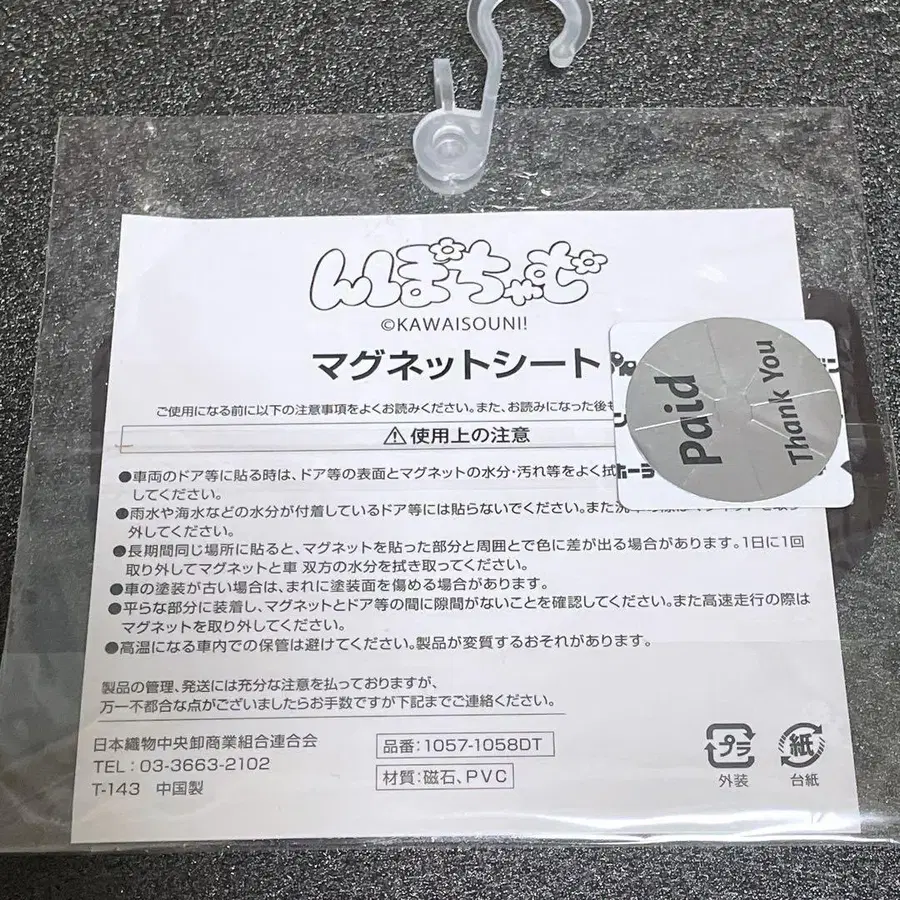 んぽちゃむ
©KAWAISOUNI!
マグネットシート
ご使用になる前に以下の注意事項をよくお読みください。また、お読みになった後も
⚠使用上の注意
●車両のドア等に貼る時は、ドア等の表面とマグネットの水分・汚れ等をよく拭
してください。
●雨水や海水などの水分が付着しているドア等には貼らないでください。また
外してください。
●長期間同じ場所に貼ると、マグネットを貼った部分と周囲とで色に差が出る場合があります。1日に1回
取り外してマグネットと車 双方の水分を拭き取ってください。
●車の塗装が古い場合は、まれに塗装面を傷める場合があります。
●平らな部分に装着し、マグネットとドア等の間に隙間がないことを確認してください。また高速走行の際は
マグネットを取り外してください。
●高温になる車内での保管は避けてください。製品が変質するおそれがあります。
製品の管理、発送には充分な注意を払っておりますが、
万一不都合な点がございましたらお手数ですが下記までご連絡ください。
日本織物中央卸商業組合連合会
TEL:03-3663-2102
T-143 中国製
品番:1057-1058DT
材質:磁石、PVC
プラ
外装
紙
台紙
Paid
Thank You